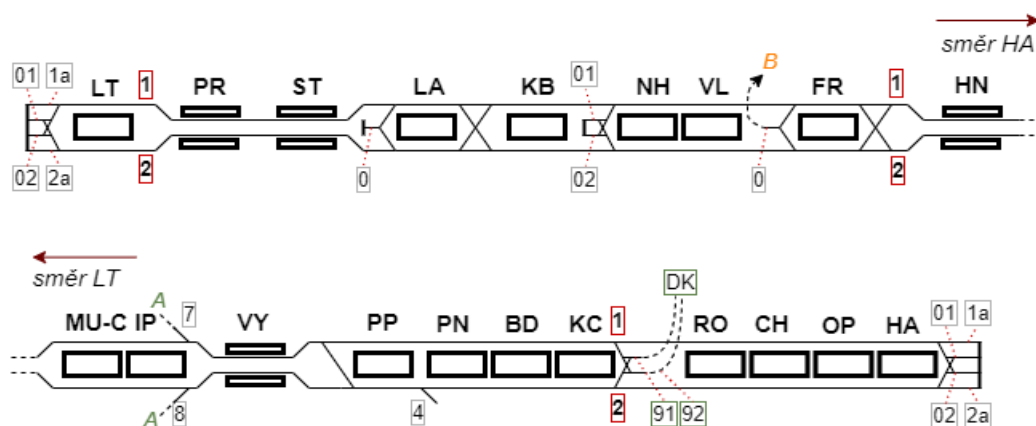 směr HA
01 1a LT 1 PR ST LA KB 01 NH VL B FR 1 HN
02 2a 2 0 02 0 2
směr LT
MU-C IP A 7 VY PP PN BD KC 1 DK RO CH OP HA 01 1a
A 8 4 2 91 92 02 2a